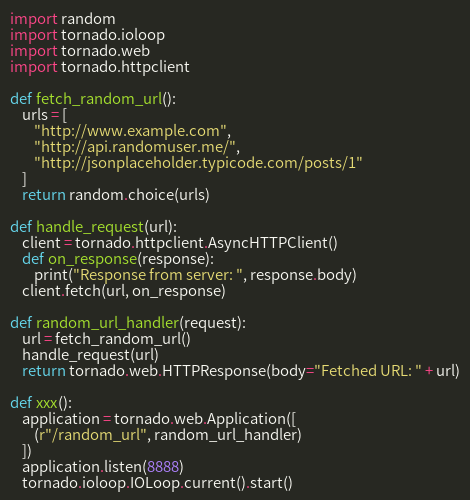 import random
import tornado.ioloop
import tornado.web
import tornado.httpclient

def fetch_random_url():
    urls = [
        "http://www.example.com",
        "http://api.randomuser.me/",
        "http://jsonplaceholder.typicode.com/posts/1"
    ]
    return random.choice(urls)

def handle_request(url):
    client = tornado.httpclient.AsyncHTTPClient()
    def on_response(response):
        print("Response from server: ", response.body)
    client.fetch(url, on_response)

def random_url_handler(request):
    url = fetch_random_url()
    handle_request(url)
    return tornado.web.HTTPResponse(body="Fetched URL: " + url)

def xxx():
    application = tornado.web.Application([
        (r"/random_url", random_url_handler)
    ])
    application.listen(8888)
    tornado.ioloop.IOLoop.current().start()